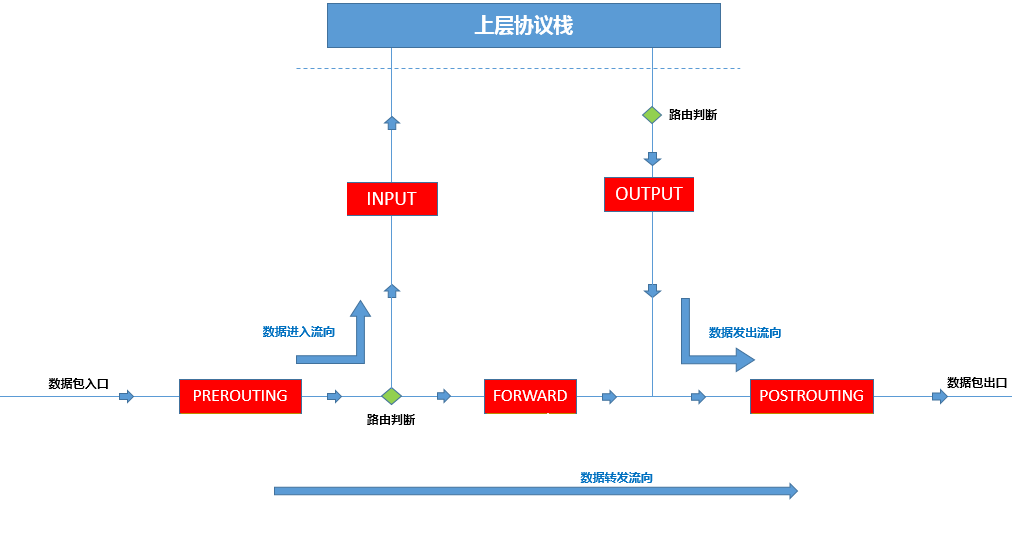 上层协议栈
路由判断
INPUT
OUTPUT
数据进入流向
数据发出流向
数据包入口
PREROUTING
路由判断
FORWARD
POSTROUTING
数据包出口
数据转发流向